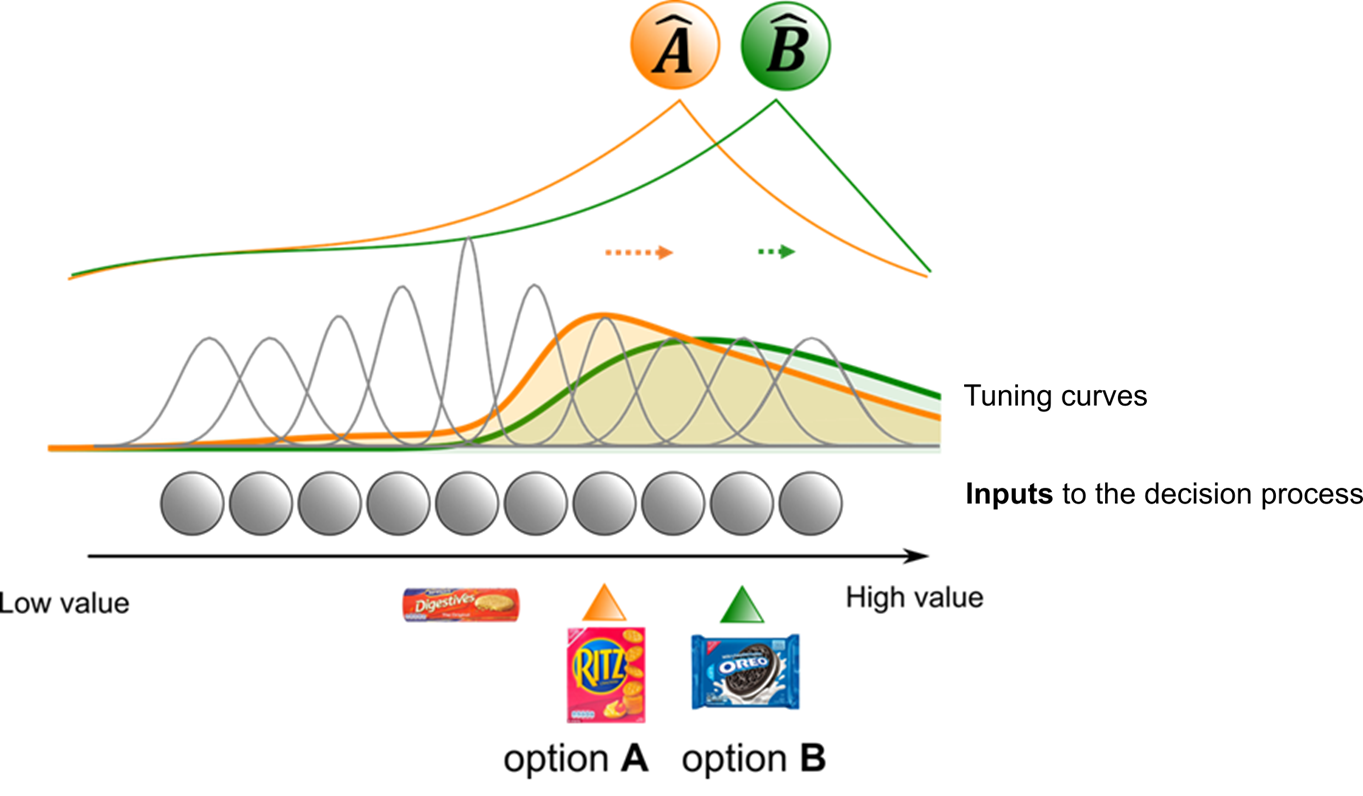 Â B̂
Tuning curves
Inputs to the decision process
Low value
High value
Digestives
RITZ
OREO
option A option B